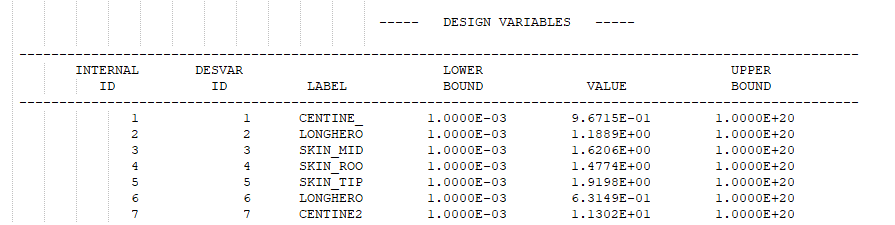 -----   DESIGN VARIABLES   -----
----------------------------------------------------------------------------------------------------------
INTERNAL       DESVAR                         LOWER                               UPPER
ID             ID          LABEL              BOUND             VALUE             BOUND
----------------------------------------------------------------------------------------------------------
1              1      CENTINE_        1.0000E-03        9.6715E-01        1.0000E+20
2              2      LONGHERO        1.0000E-03        1.1889E+00        1.0000E+20
3              3      SKIN_MID        1.0000E-03        1.6206E+00        1.0000E+20
4              4      SKIN_ROO        1.0000E-03        1.4774E+00        1.0000E+20
5              5      SKIN_TIP        1.0000E-03        1.9198E+00        1.0000E+20
6              6      LONGHERO        1.0000E-03        6.3149E-01        1.0000E+20
7              7      CENTINE2        1.0000E-03        1.1302E+01        1.0000E+20